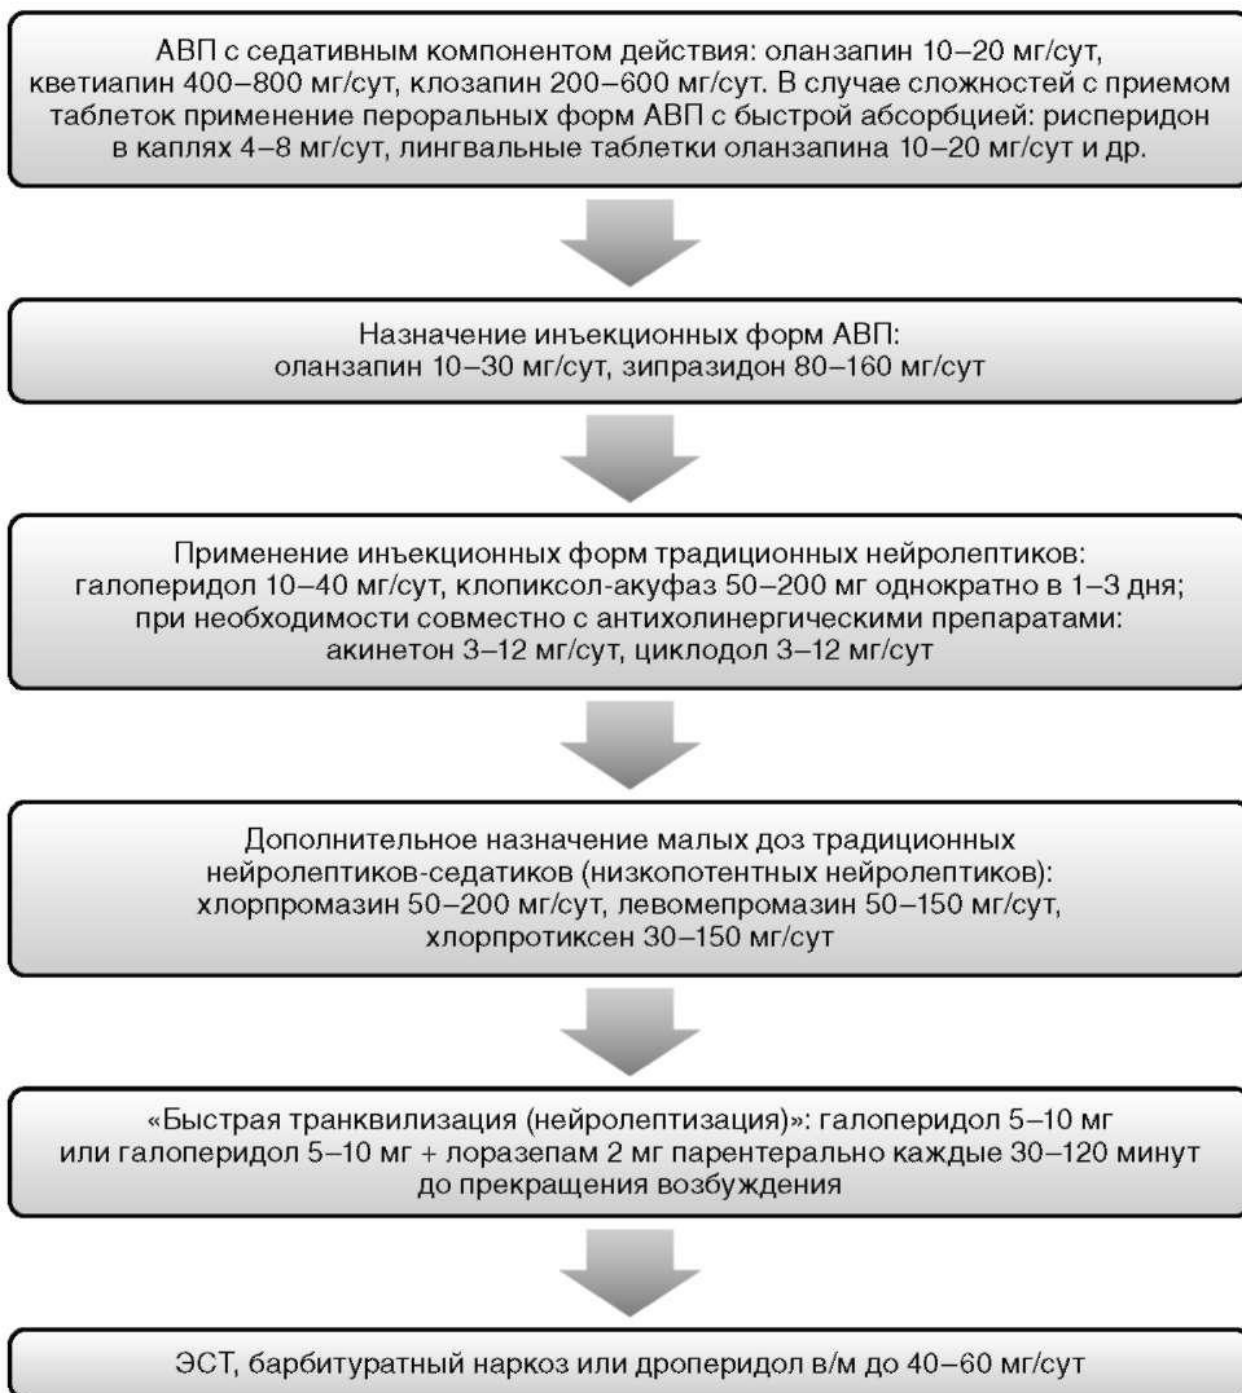 АВП с седативным компонентом действия: оланзапин 10–20 мг/сут,
кветиапин 400–800 мг/сут, клозапин 200–600 мг/сут. В случае сложностей с приемом
таблеток применение пероральных форм АВП с быстрой абсорбцией: рисперидон
в каплях 4–8 мг/сут, лингвальные таблетки оланзапина 10–20 мг/сут и др.
Назначение инъекционных форм АВП:
оланзапин 10–30 мг/сут, зипразидон 80–160 мг/сут
Применение инъекционных форм традиционных нейролептиков:
галоперидол 10–40 мг/сут, клопиксол-акуфаз 50–200 мг однократно в 1–3 дня;
при необходимости совместно с антихолинергическими препаратами:
акинетон 3–12 мг/сут, циклодол 3–12 мг/сут
Дополнительное назначение малых доз традиционных
нейролептиков-седатиков (низкопотентных нейролептиков):
хлорпромазин 50–200 мг/сут, левомепромазин 50–150 мг/сут,
хлорпротиксен 30–150 мг/сут
«Быстрая транквилизация (нейролептизация)»: галоперидол 5–10 мг
или галоперидол 5–10 мг + лоразепам 2 мг парентерально каждые 30–120 минут
до прекращения возбуждения
ЭСТ, барбитуратный наркоз или дроперидол в/м до 40–60 мг/сут